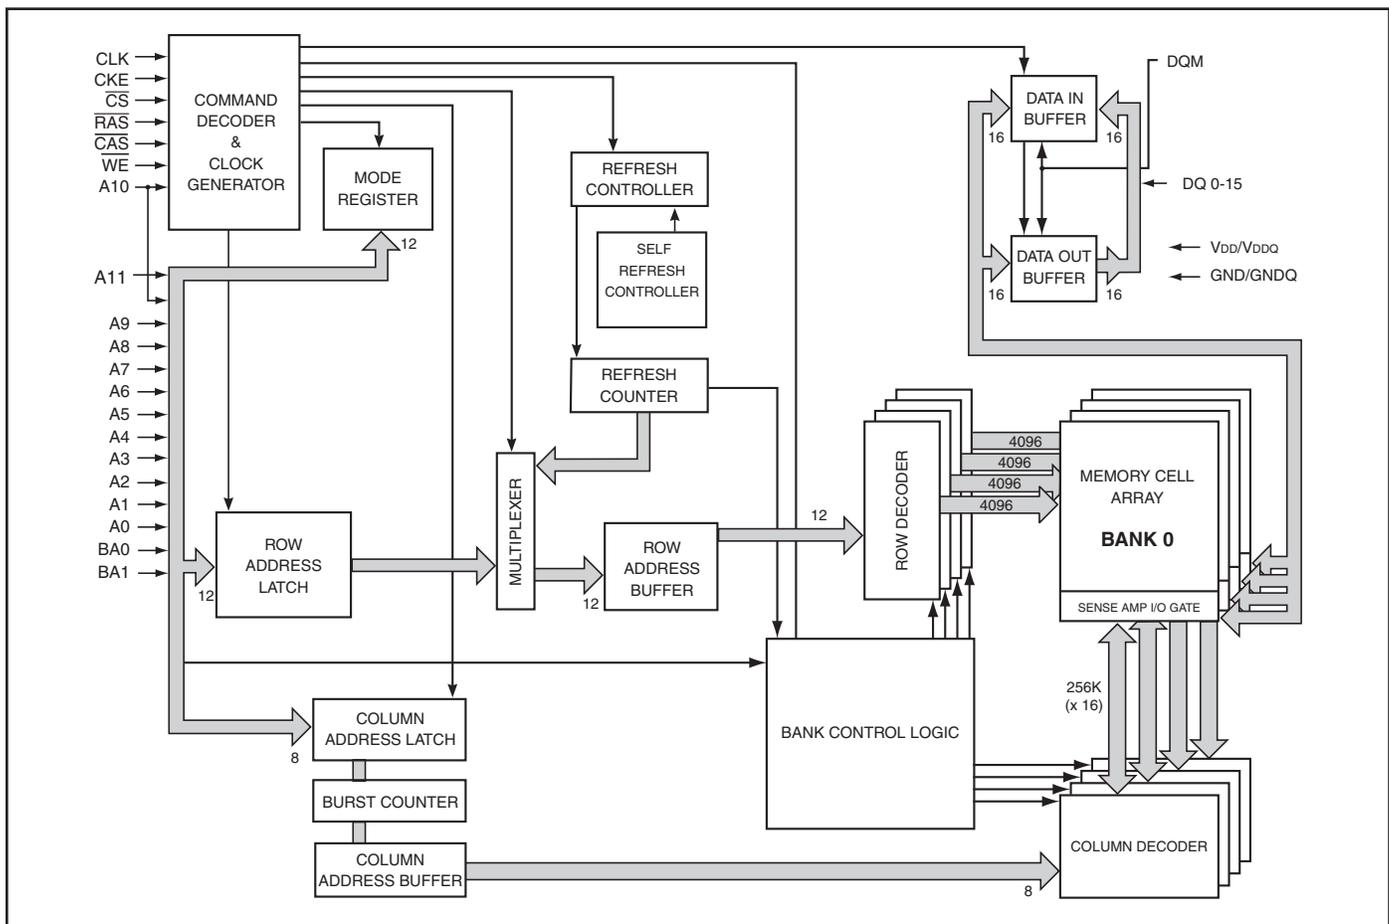 CLK
CKE
CS
RAS
CAS
WE
A10
A11
A9
A8
A7
A6
A5
A4
A3
A2
A1
A0
BA0
BA1
COMMAND
DECODER
&
CLOCK
GENERATOR
MODE
REGISTER
12
REFRESH
CONTROLLER
SELF
REFRESH
CONTROLLER
REFRESH
COUNTER
DATA IN
BUFFER
16
16
DQM
DQ 0-15
DATA OUT
BUFFER
16
16
VDD/VDDQ
GND/GNDQ
ROW
ADDRESS
LATCH
12
MULTIPLEXER
12
ROW
ADDRESS
BUFFER
12
ROW DECODER
4096
4096
4096
4096
MEMORY CELL
ARRAY
BANK 0
SENSE AMP I/O GATE
256K
(x 16)
BANK CONTROL LOGIC
COLUMN
ADDRESS LATCH
8
BURST COUNTER
COLUMN
ADDRESS BUFFER
8
COLUMN DECODER